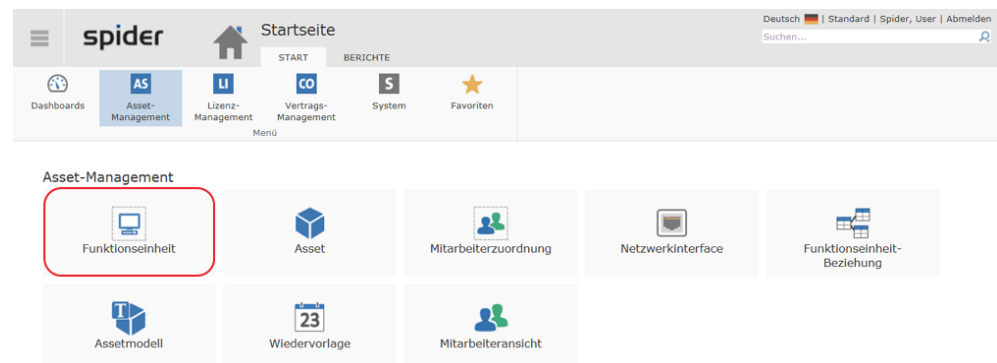 Deutsch | Standard | Spider, User | Abmelden
spider
Startseite
Suchen...
START BERICHTE
AS LI CO S
Dashboards Asset- Lizenz- Vertrags- System Favoriten
Management Management Management
Menü
Asset-Management
Funktionseinheit Asset Mitarbeiterzuordnung Netzwerkinterface Funktionseinheit-
Beziehung
T 23
Assetmodell Wiedervorlage Mitarbeiteransicht